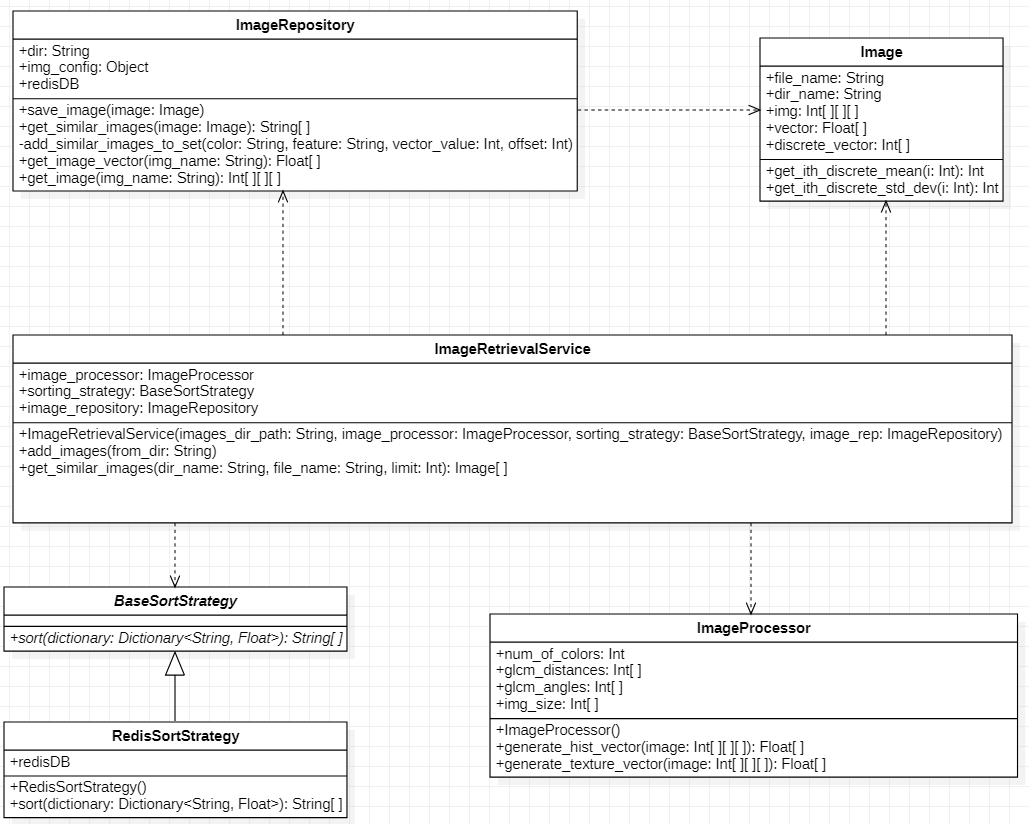 ImageRepository
+dir: String
+img_config: Object
+redisDB
+save_image(image: Image)
+get_similar_images(image: Image): String[ ]
-add_similar_images_to_set(color: String, feature: String, vector_value: Int, offset: Int)
+get_image_vector(img_name: String): Float[ ]
+get_image(img_name: String): Int[ ][ ][ ]
Image
+file_name: String
+dir_name: String
+img: Int[ ][ ][ ]
+vector: Float[ ]
+discrete_vector: Int[ ]
+get_ith_discrete_mean(i: Int): Int
+get_ith_discrete_std_dev(i: Int): Int
ImageRetrievalService
+image_processor: ImageProcessor
+sorting_strategy: BaseSortStrategy
+image_repository: ImageRepository
+ImageRetrievalService(images_dir_path: String, image_processor: ImageProcessor, sorting_strategy: BaseSortStrategy, image_rep: ImageRepository)
+add_images(from_dir: String)
+get_similar_images(dir_name: String, file_name: String, limit: Int): Image[ ]
BaseSortStrategy
+sort(dictionary: Dictionary<String, Float>): String[ ]
RedisSortStrategy
+redisDB
+RedisSortStrategy()
+sort(dictionary: Dictionary<String, Float>): String[ ]
ImageProcessor
+num_of_colors: Int
+glcm_distances: Int[ ]
+glcm_angles: Int[ ]
+img_size: Int[ ]
+ImageProcessor()
+generate_hist_vector(image: Int[ ][ ][ ]): Float[ ]
+generate_texture_vector(image: Int[ ][ ][ ]): Float[ ]